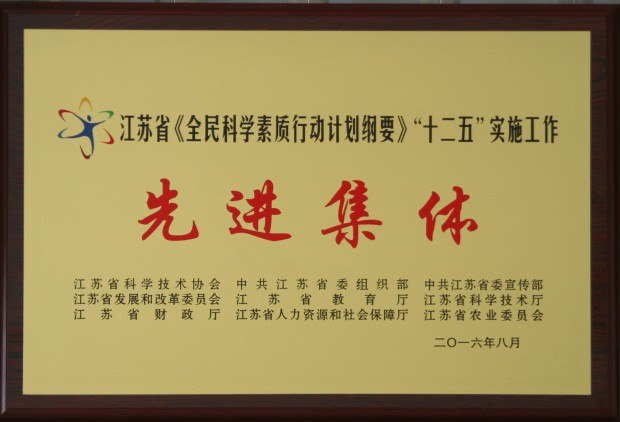 江苏省《全民科学素质行动计划纲要》“十二五”实施工作
先进集体
江苏省科学技术协会 中共江苏省委组织部 中共江苏省委宣传部
江苏省发展和改革委员会 江苏省教育厅 江苏省科学技术厅
江苏省财政厅 江苏省人力资源和社会保障厅 江苏省农业委员会
二〇一六年八月